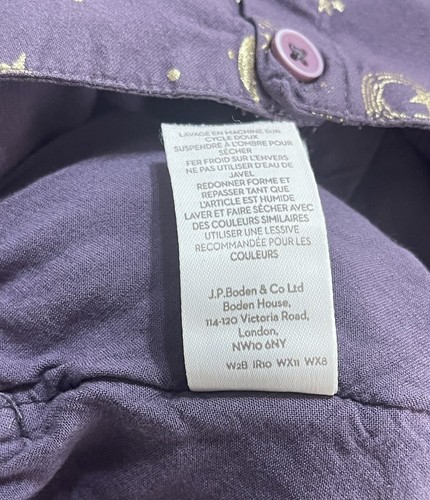 LAVAGE EN MACHINE SUR
CYCLE DOUX
SUSPENDRE À L'OMBRE POUR
SÉCHER
FER FROID SUR L'ENVERS
NE PAS UTILISER D'EAU DE
JAVEL
REDONNER FORME ET
REPASSER TANT QUE
L'ARTICLE EST HUMIDE
LAVER ET FAIRE SÉCHER AVEC
DES COULEURS SIMILAIRES
UTILISER UNE LESSIVE
RECOMMANDÉE POUR LES
COULEURS
J.P.Boden & Co Ltd
Boden House,
114-120 Victoria Road,
London,
NW10 6NY
W2B IR10 WX11 WX8